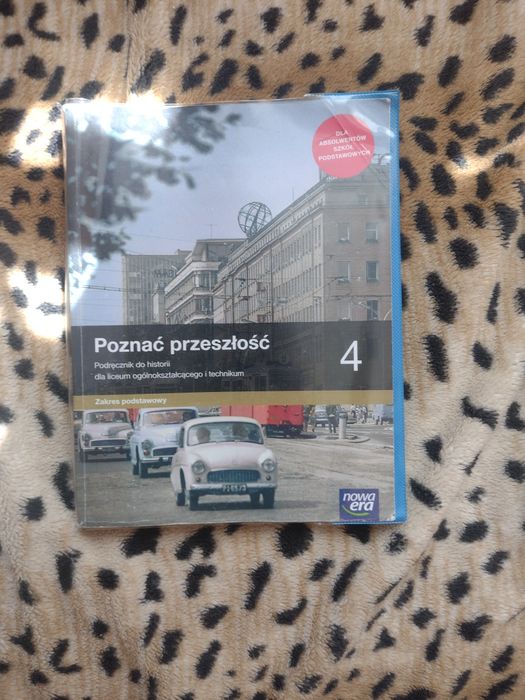 DLA
ABSOLWENTÓW
SZKÓŁ
PODSTAWOWYCH
Poznać przeszłość
4
Podręcznik do historii
dla liceum ogólnokształcącego i technikum
Zakres podstawowy
nowa
era